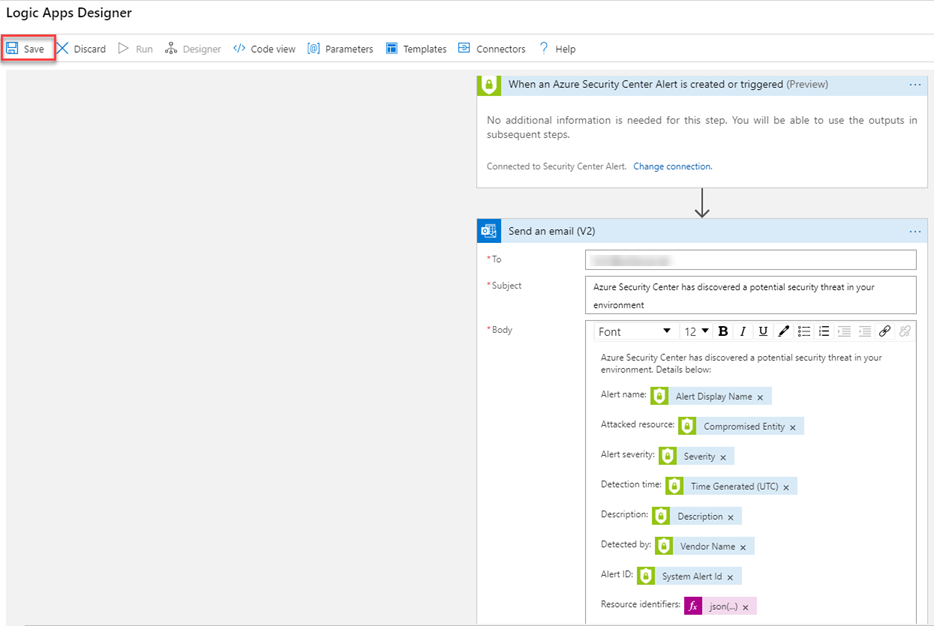 Logic Apps Designer
Save Discard Run Designer Code view Parameters Templates Connectors Help
When an Azure Security Center Alert is created or triggered (Preview)
No additional information is needed for this step. You will be able to use the outputs in
subsequent steps.
Connected to Security Center Alert. Change connection.
Send an email (V2)
* To
* Subject
Azure Security Center has discovered a potential security threat in your
environment
* Body
Font 12 B I U
Azure Security Center has discovered a potential security threat in your
environment. Details below:
Alert name: Alert Display Name ×
Attacked resource: Compromised Entity ×
Alert severity: Severity ×
Detection time: Time Generated (UTC) ×
Description: Description ×
Detected by: Vendor Name ×
Alert ID: System Alert Id ×
Resource identifiers: fx json(...) ×